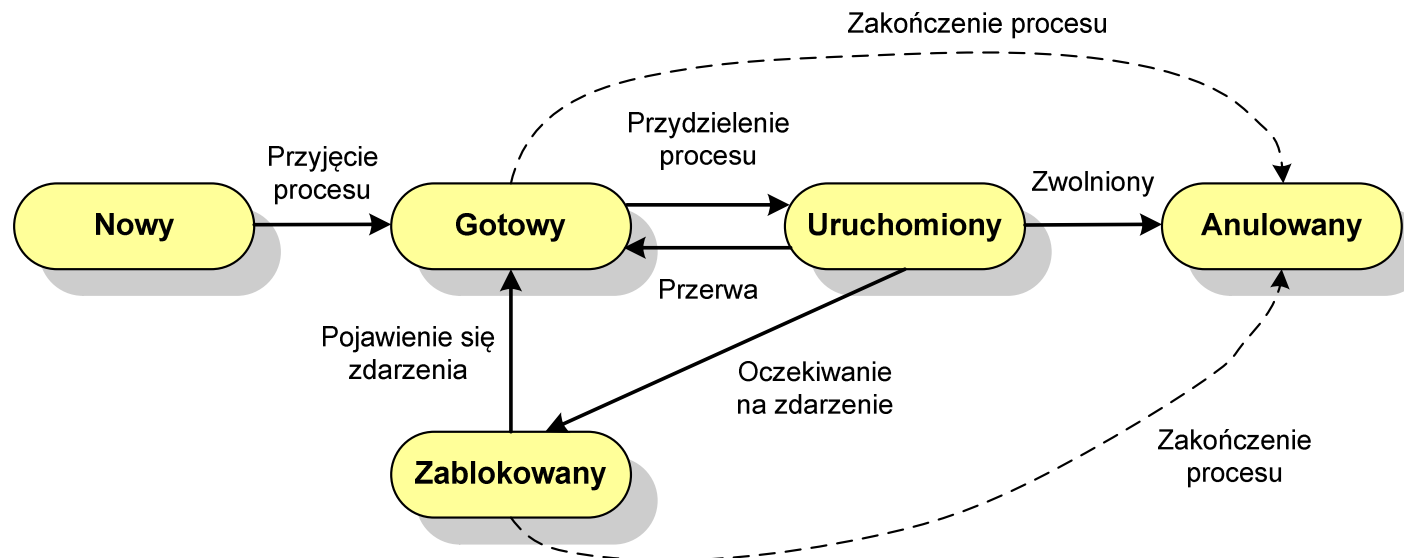 Zakończenie procesu
Przydzielenie
procesu
Przyjęcie
procesu
Zwolniony
Nowy
Gotowy
Uruchomiony
Anulowany
Przerwa
Pojawienie się
zdarzenia
Oczekiwanie
na zdarzenie
Zakończenie
procesu
Zablokowany